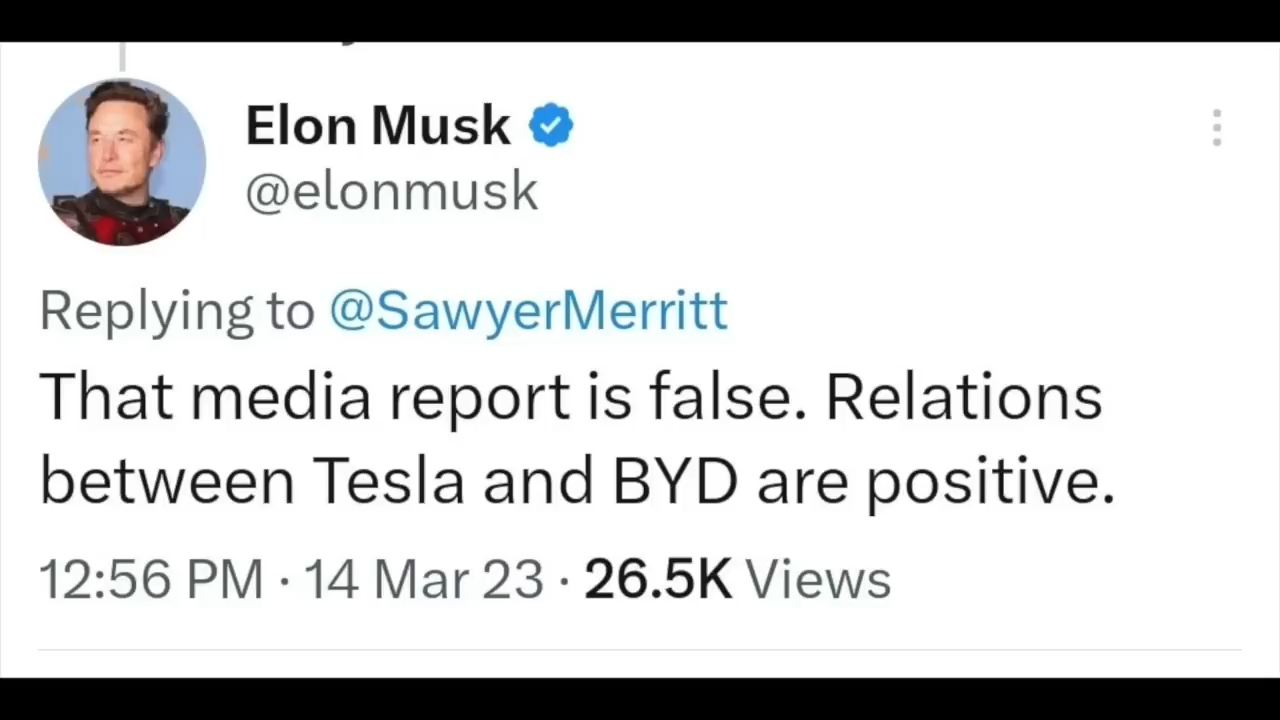 Elon Musk
@elonmusk
Replying to @SawyerMerritt
That media report is false. Relations
between Tesla and BYD are positive.
12:56 PM · 14 Mar 23 · 26.5K Views